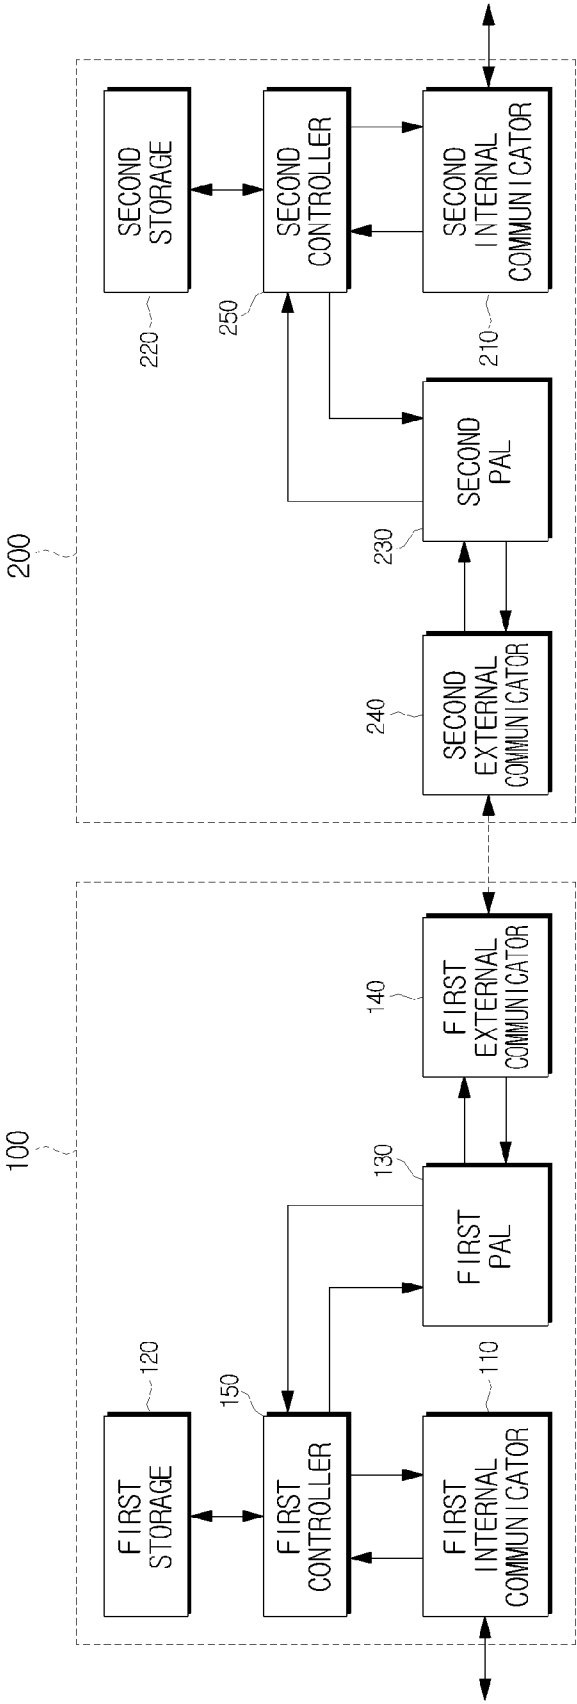 100
120
FIRST
STORAGE
150
FIRST
CONTROLLER
110
FIRST
INTERNAL
COMMUNICATOR
130
FIRST
PAL
140
FIRST
EXTERNAL
COMMUNICATOR
200
220
SECOND
STORAGE
250
SECOND
CONTROLLER
240
SECOND
EXTERNAL
COMMUNICATOR
230
SECOND
PAL
210
SECOND
INTERNAL
COMMUNICATOR